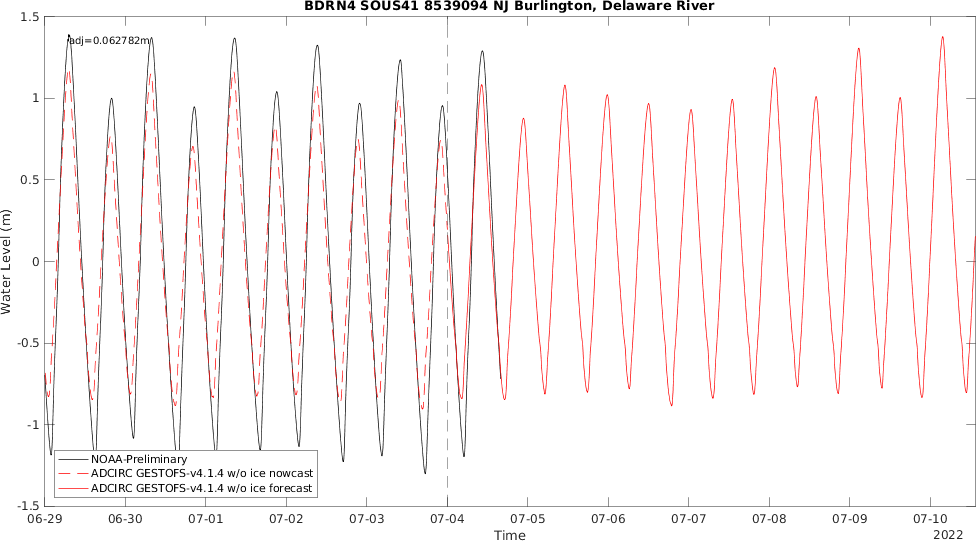 BDRN4 SOUS41 8539094 NJ Burlington, Delaware River
1.5
adj=0.062782m
1
0.5
0
-0.5
-1
-1.5
Water Level (m)
NOAA-Preliminary
ADCIRC GESTOFS-v4.1.4 w/o ice nowcast
ADCIRC GESTOFS-v4.1.4 w/o ice forecast
06-29 06-30 07-01 07-02 07-03 07-04 07-05 07-06 07-07 07-08 07-09 07-10
Time
2022